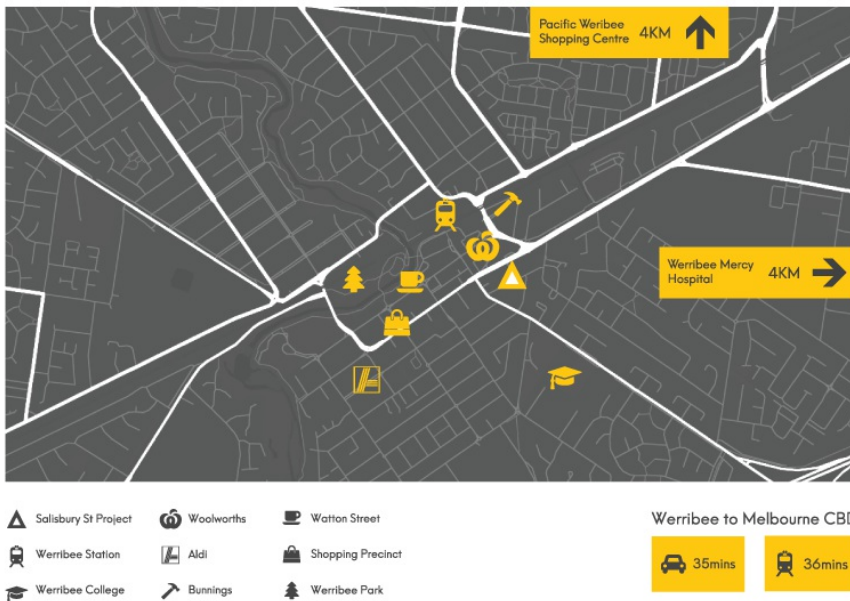 Pacific Werribee
Shopping Centre 4KM
Werribee Mercy
Hospital 4KM
Salisbury St Project
Woolworths
Watton Street
Werribee Station
Aldi
Shopping Precinct
Werribee College
Bunnings
Werribee Park
Werribee to Melbourne CBD
35mins
36mins